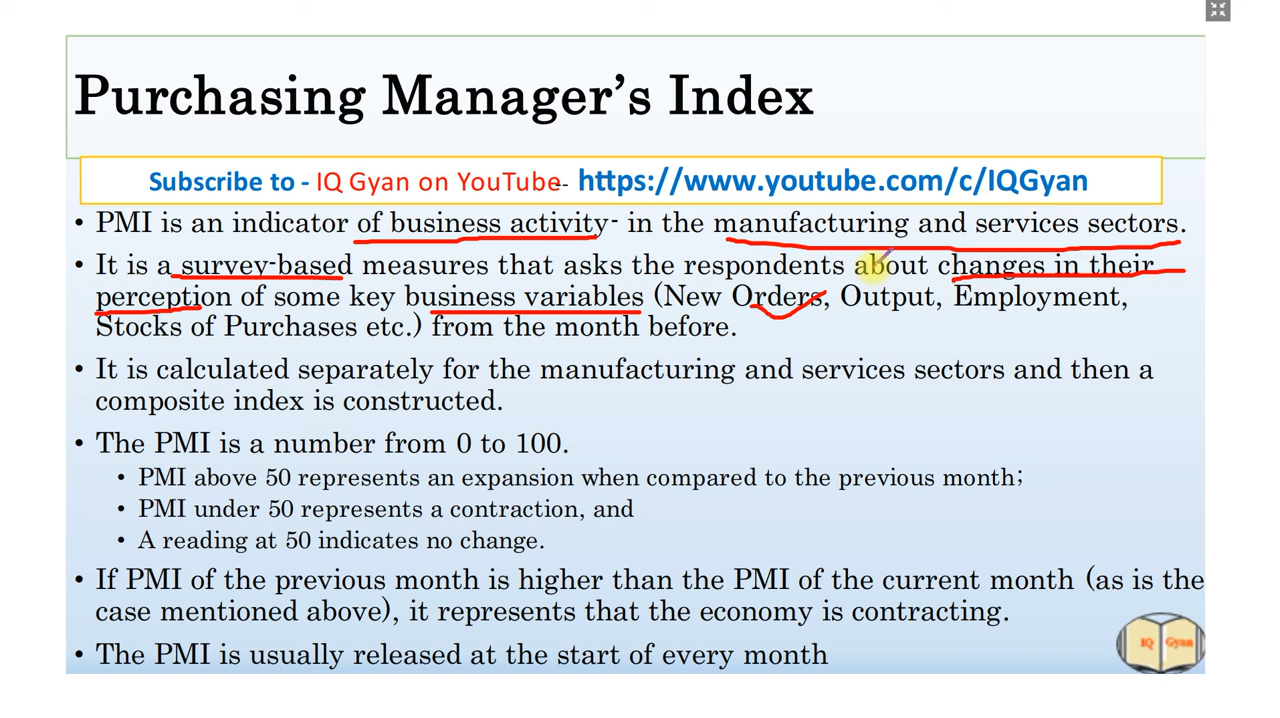 Purchasing Manager's Index
Subscribe to - IQ Gyan on YouTube-- https://www.youtube.com/c/IQGyan
• PMI is an indicator of business activity- in the manufacturing and services sectors.
• It is a survey-based measures that asks the respondents about changes in their
perception of some key business variables (New Orders, Output, Employment,
Stocks of Purchases etc.) from the month before.
• It is calculated separately for the manufacturing and services sectors and then a
composite index is constructed.
• The PMI is a number from 0 to 100.
• PMI above 50 represents an expansion when compared to the previous month;
• PMI under 50 represents a contraction, and
• A reading at 50 indicates no change.
• If PMI of the previous month is higher than the PMI of the current month (as is the
case mentioned above), it represents that the economy is contracting.
• The PMI is usually released at the start of every month
IQ Gyan